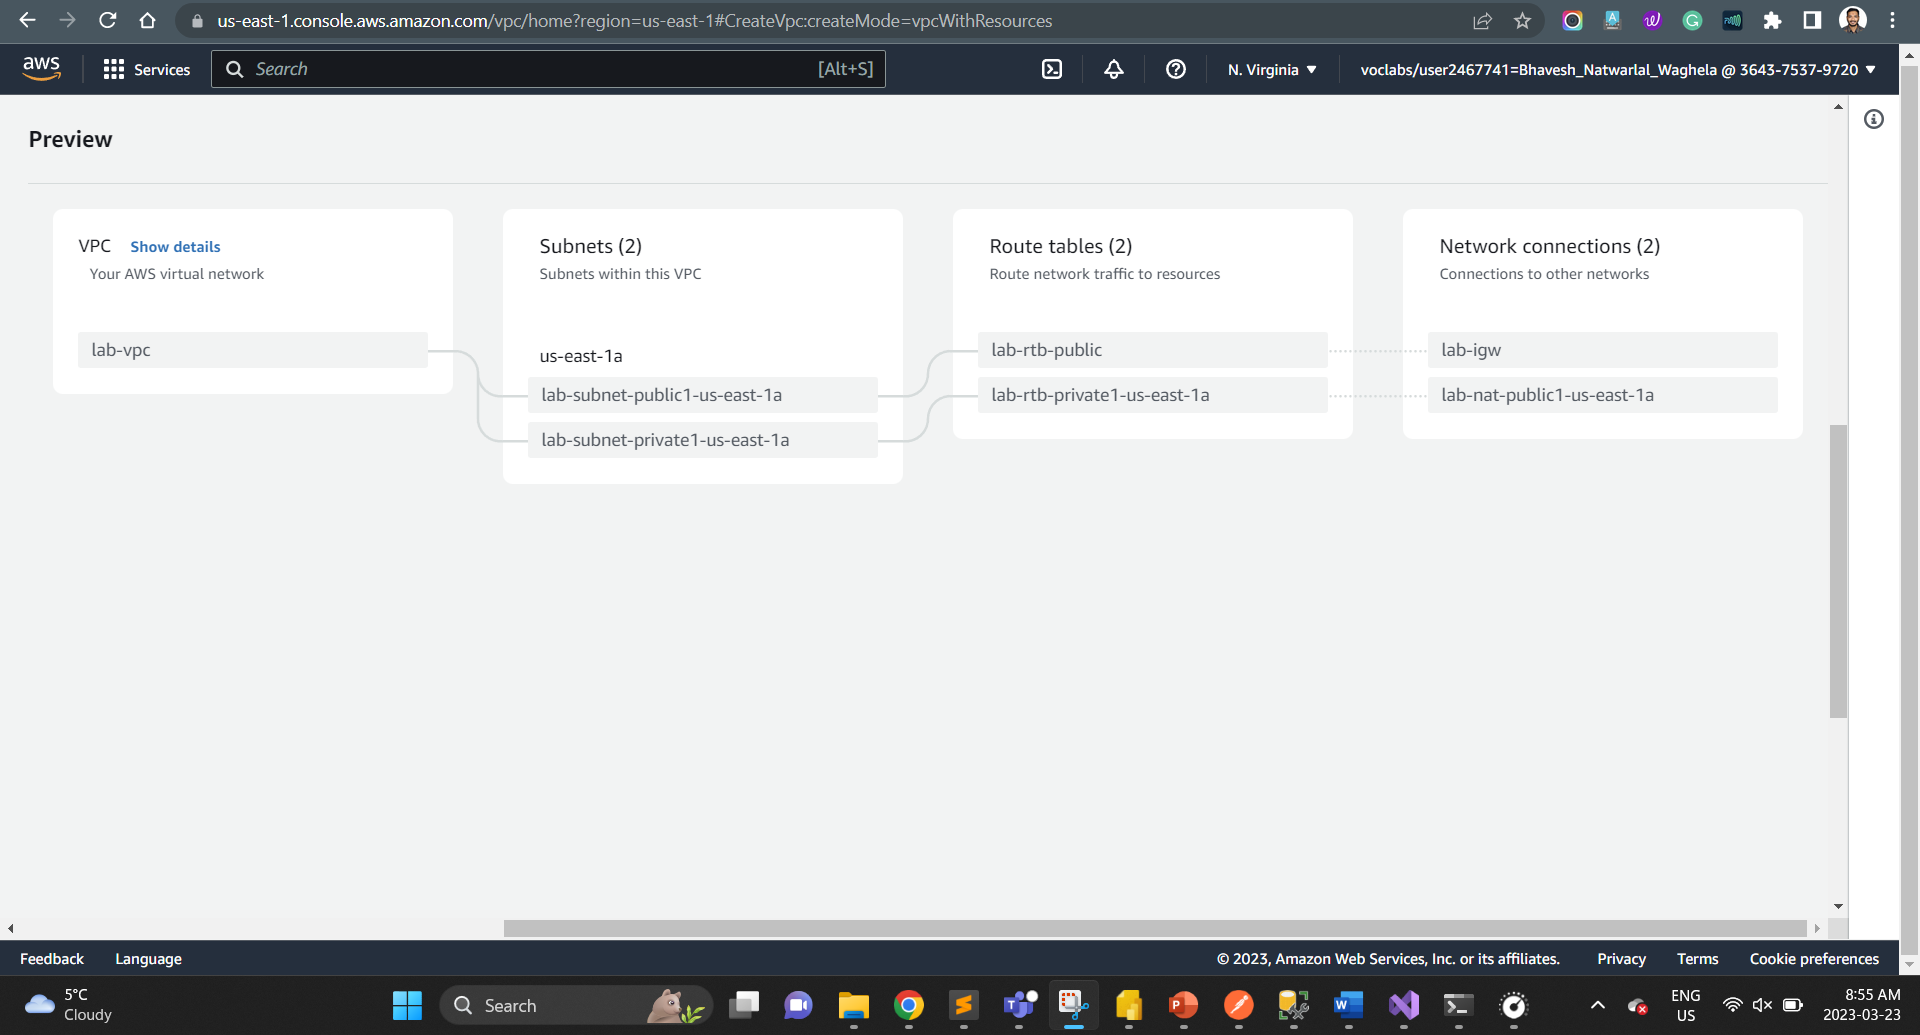 us-east-1.console.aws.amazon.com/vpc/home?region=us-east-1#CreateVpc:createMode=vpcWithResources
aws
Services
Search
[Alt+S]
N. Virginia
voclabs/user2467741=Bhavesh_Natwarlal_Waghela @ 3643-7537-9720
Preview
VPC Show details
Your AWS virtual network
lab-vpc
Subnets (2)
Subnets within this VPC
us-east-1a
lab-subnet-public1-us-east-1a
lab-subnet-private1-us-east-1a
Route tables (2)
Route network traffic to resources
lab-rtb-public
lab-rtb-private1-us-east-1a
Network connections (2)
Connections to other networks
lab-igw
lab-nat-public1-us-east-1a
Feedback
Language
© 2023, Amazon Web Services, Inc. or its affiliates.
Privacy
Terms
Cookie preferences
5°C
Cloudy
Search
ENG
US
8:55 AM
2023-03-23